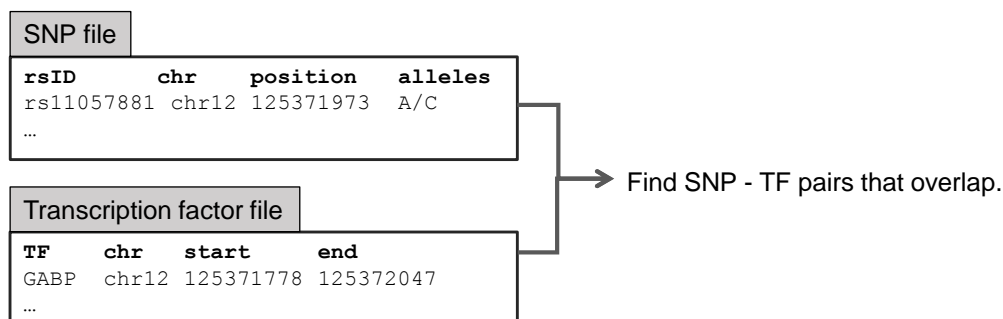 SNP file
rsID chr position alleles
rs11057881 chr12 125371973 A/C
…
Find SNP - TF pairs that overlap.
Transcription factor file
TF chr start end
GABP chr12 125371778 125372047
…